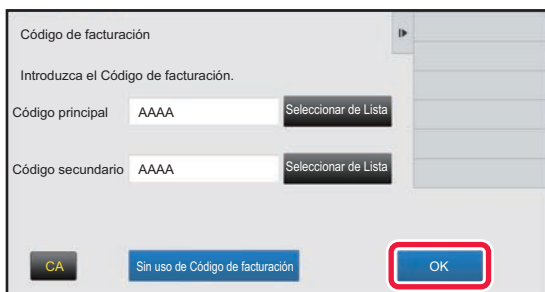 Código de facturación
Introduzca el Código de facturación.
Código principal AAAA Seleccionar de Lista
Código secundario AAAA Seleccionar de Lista
CA Sin uso de Código de facturación OK